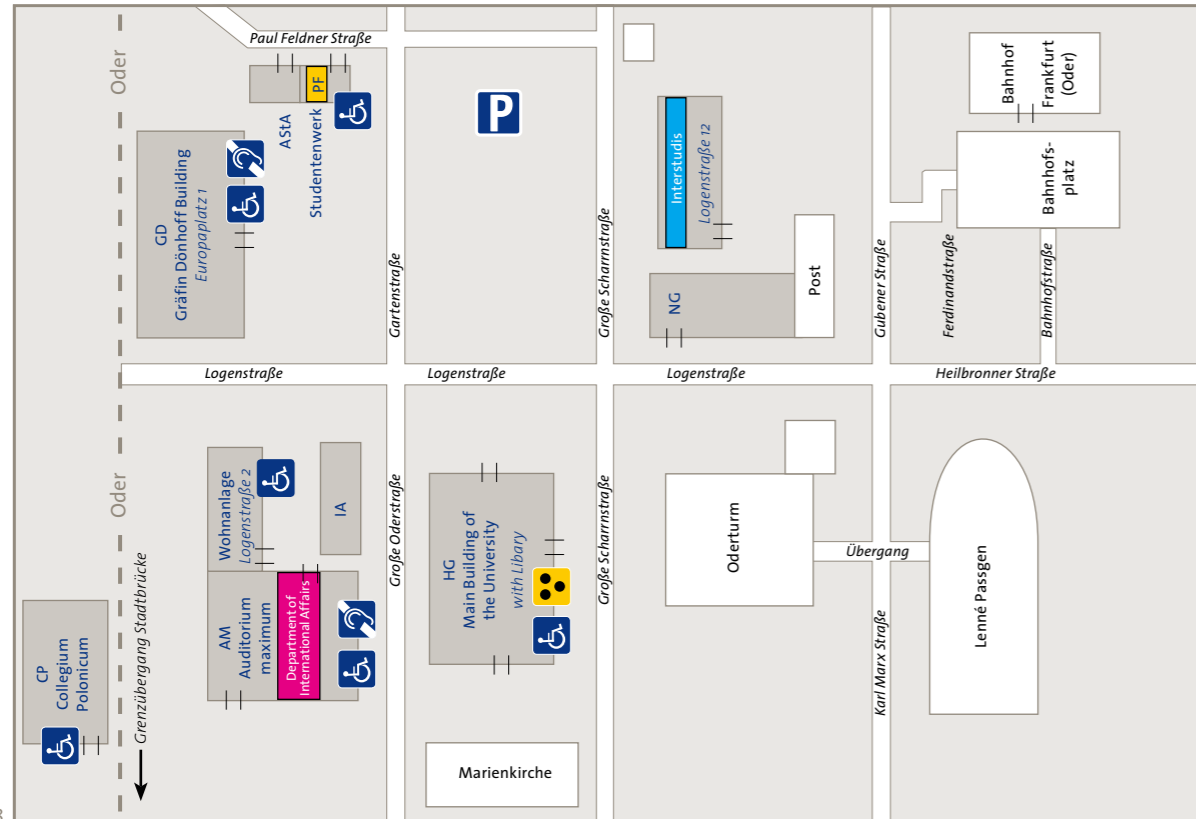 Oder
Oder
Paul Feldner Straße
PF
AStA
Studentenwerk
P
GD
Gräfin Dönhoff Building
Europaplatz 1
Gartenstraße
Große Scharrnstraße
Interstudis
Logenstraße 12
NG
Post
Gubener Straße
Ferdinandstraße
Bahnhofstraße
Bahnhof
Frankfurt
(Oder)
Bahnhofs-
platz
Logenstraße
Logenstraße
Logenstraße
Heilbronner Straße
Wohnanlage
Logenstraße 2
IA
AM
Auditorium
maximum
Department of
International Affairs
Große Oderstraße
HG
Main Building of
the University
with Libary
Große Scharrnstraße
Oderturm
Übergang
Karl Marx Straße
Lenné Passgen
CP
Collegium
Polonicum
Grenzübergang Stadtbrücke
Marienkirche